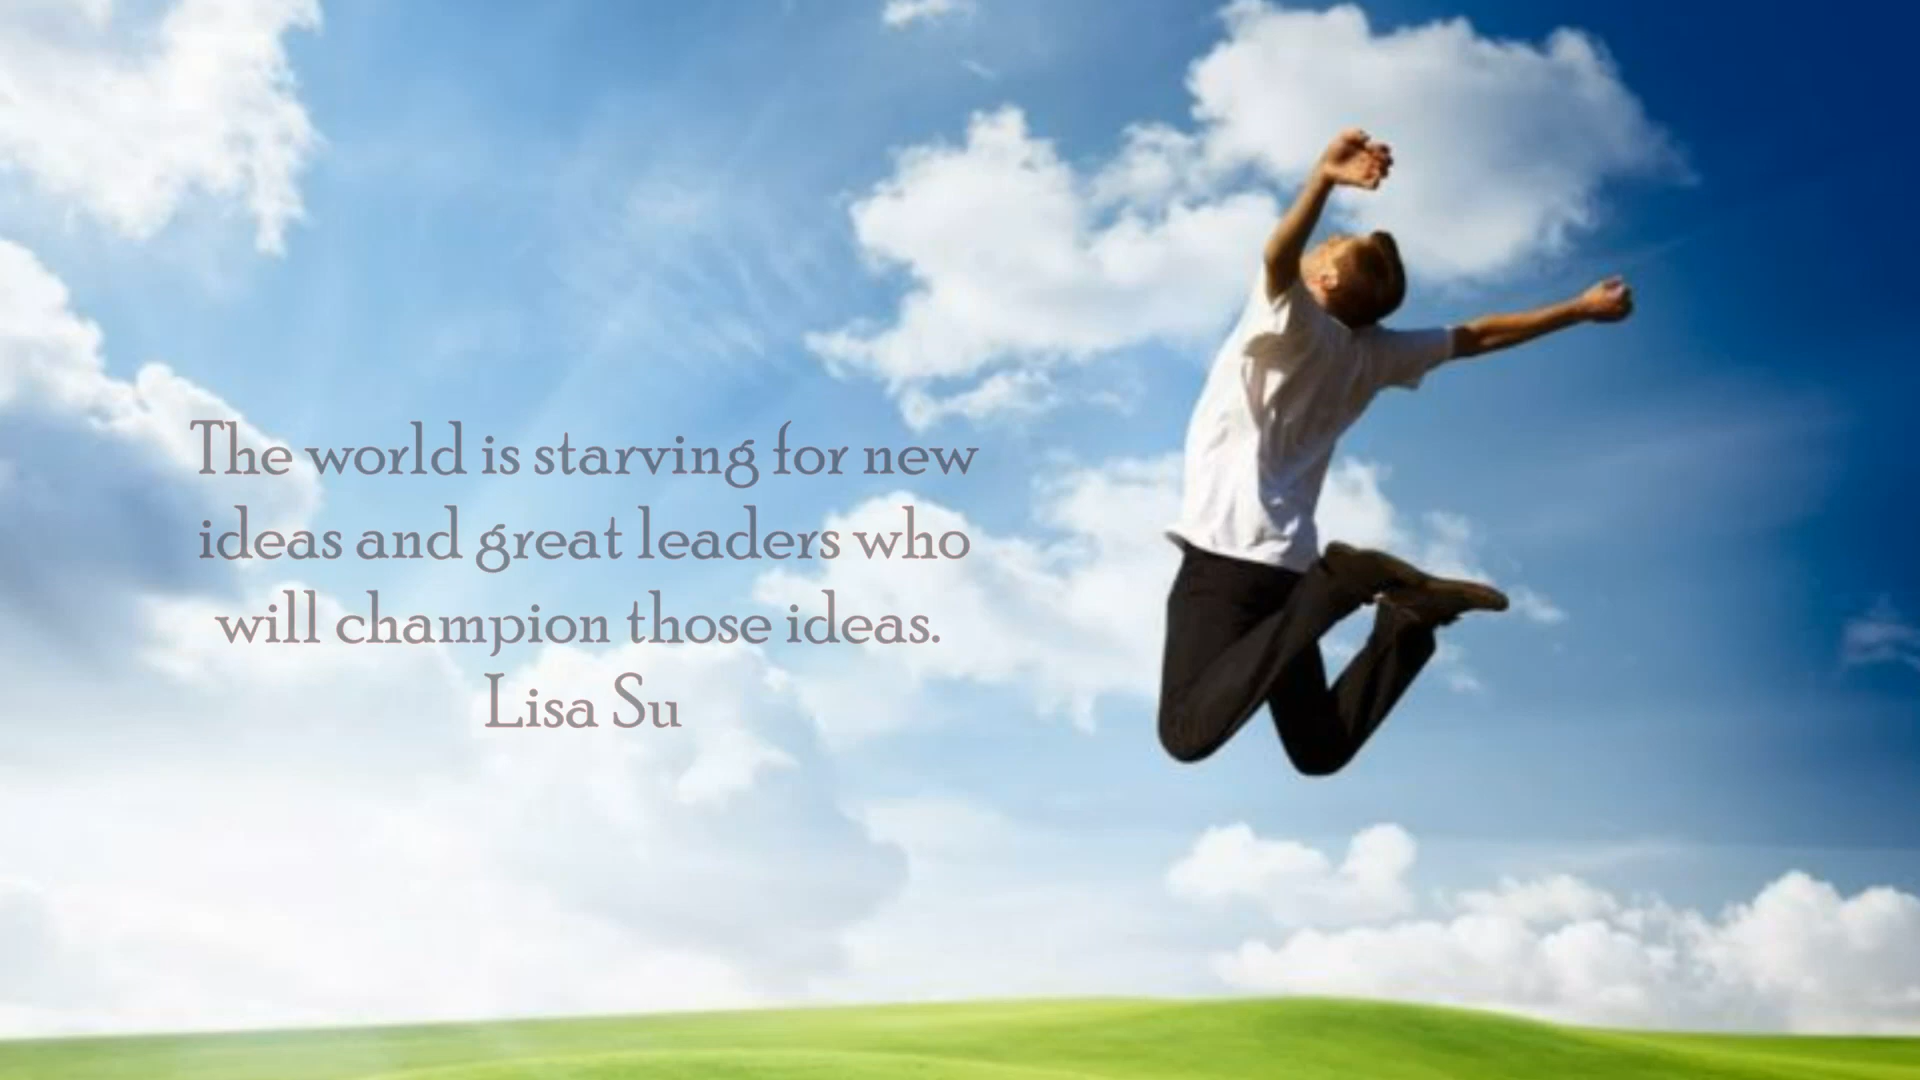 The world is starving for new
ideas and great leaders who
will champion those ideas.
Lisa Su